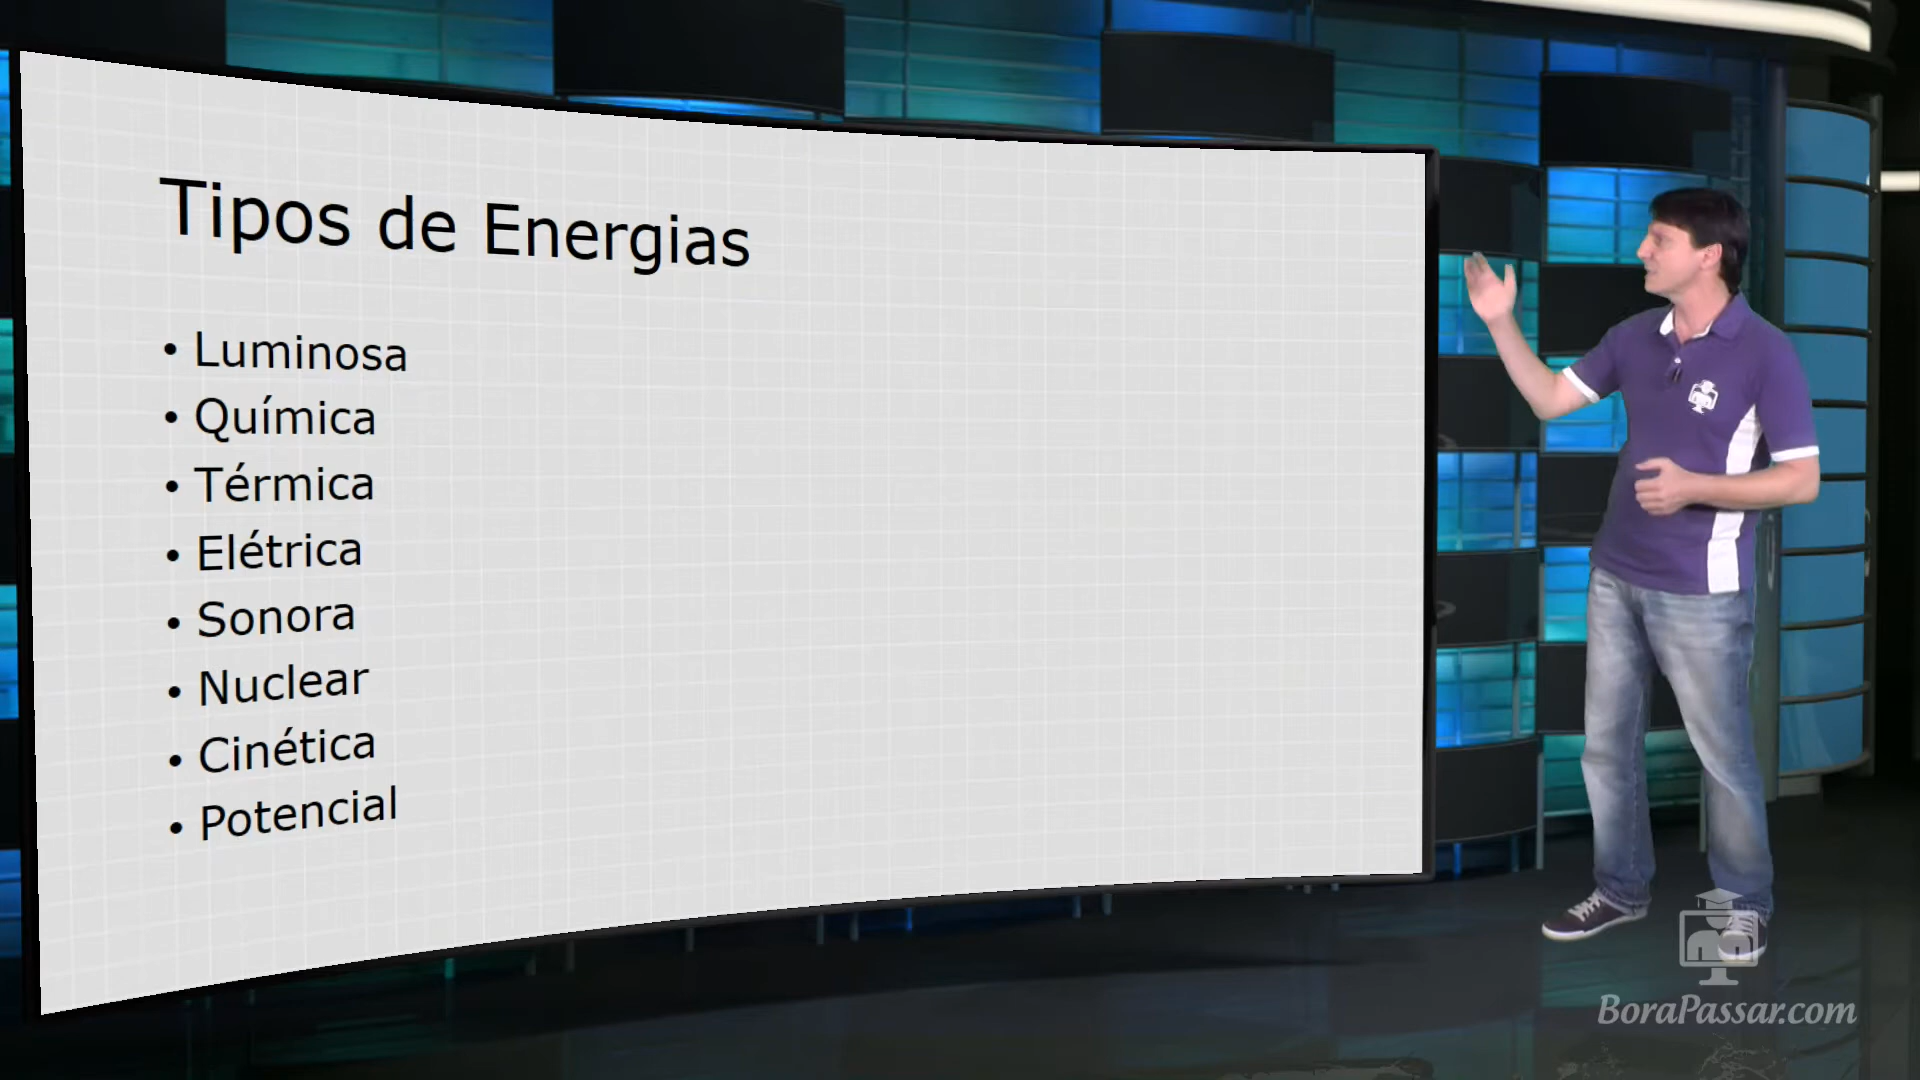 Tipos de Energias
• Luminosa
• Química
• Térmica
• Elétrica
• Sonora
• Nuclear
• Cinética
• Potencial
BoraPassar.com